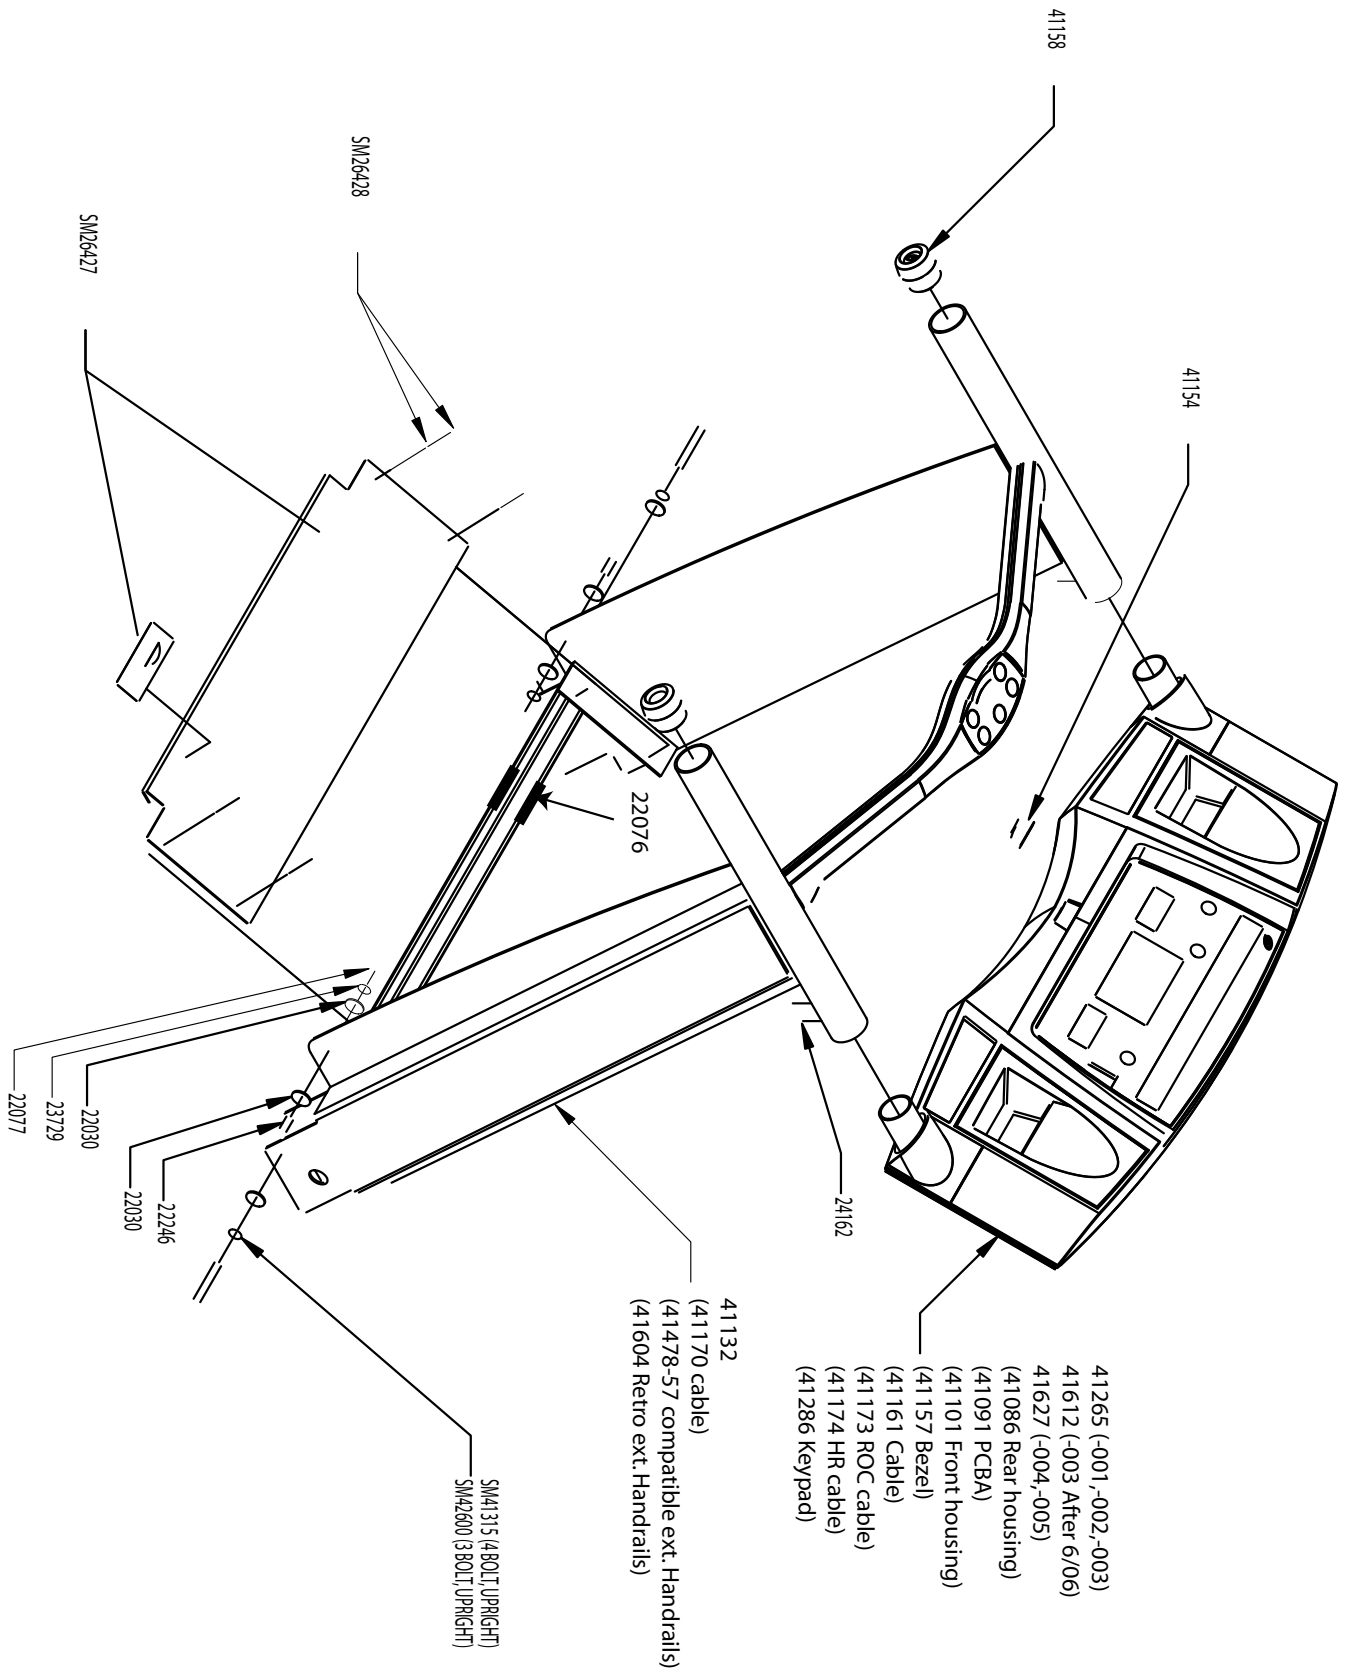 41158
41154
SM26428
SM26427
22076
22077
23729
22030
22030
22246
24162
41265 (-001,-002,-003)
41612 (-003 After 6/06)
41627 (-004,-005)
(41086 Rear housing)
(41091 PCBA)
(41101 Front housing)
(41157 Bezel)
(41161 Cable)
(41173 ROC cable)
(41174 HR cable)
(41286 Keypad)
41132
(41170 cable)
(41478-57 compatible ext. Handrails)
(41604 Retro ext. Handrails)
SM41315 (4 BOLT, UPRIGHT)
SM42600 (3 BOLT, UPRIGHT)